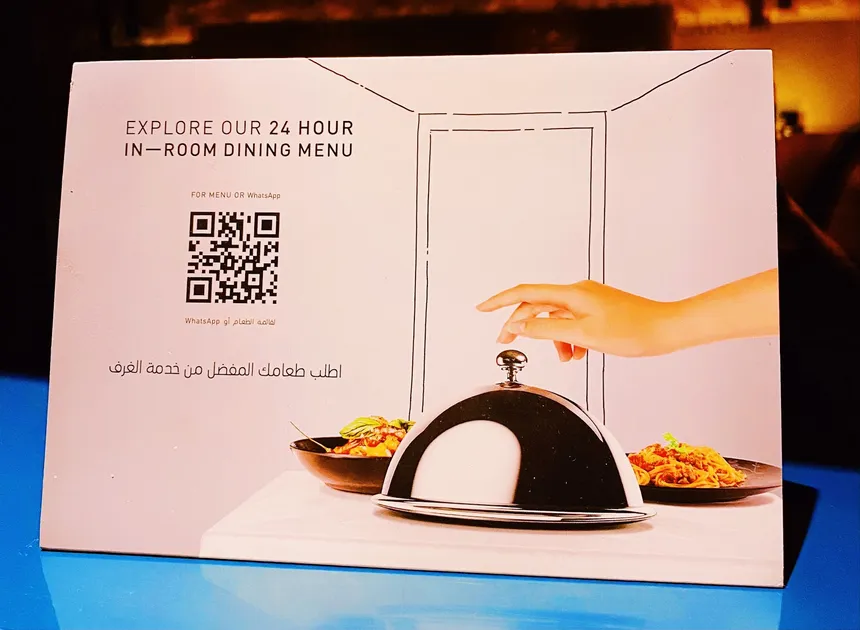 EXPLORE OUR 24 HOUR
IN—ROOM DINING MENU
FOR MENU OR WhatsApp
لقائمة الطعام أو WhatsApp
اطلب طعامك المفضل من خدمة الغرف